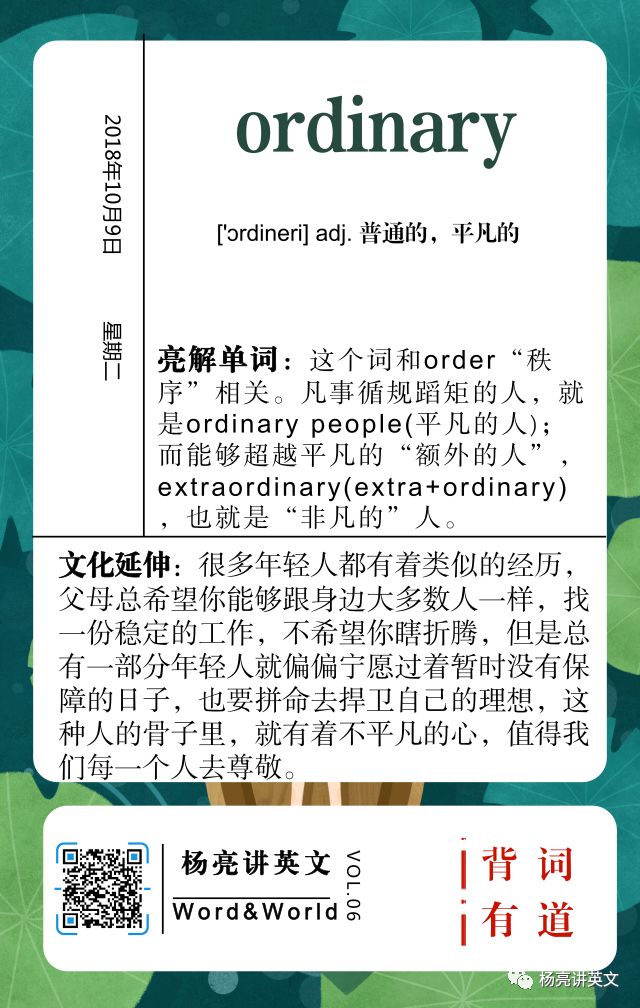 2018年10月9日
星期二
ordinary
['ɔrdineri] adj. 普通的，平凡的
亮解单词：这个词和order“秩
序”相关。凡事循规蹈矩的人，就
是ordinary people(平凡的人)；
而能够超越平凡的“额外的人”，
extraordinary(extra+ordinary)
，也就是“非凡的”人。
文化延伸：很多年轻人都有着类似的经历，
父母总希望你能够跟身边大多数人一样，找
一份稳定的工作，不希望你瞎折腾，但是总
有一部分年轻人就偏偏宁愿过着暂时没有保
障的日子，也要拼命去捍卫自己的理想，这
种人的骨子里，就有着不平凡的心，值得我
们每一个人去尊敬。
杨亮讲英文
Word&World
VOL.06
背词
有道
杨亮讲英文